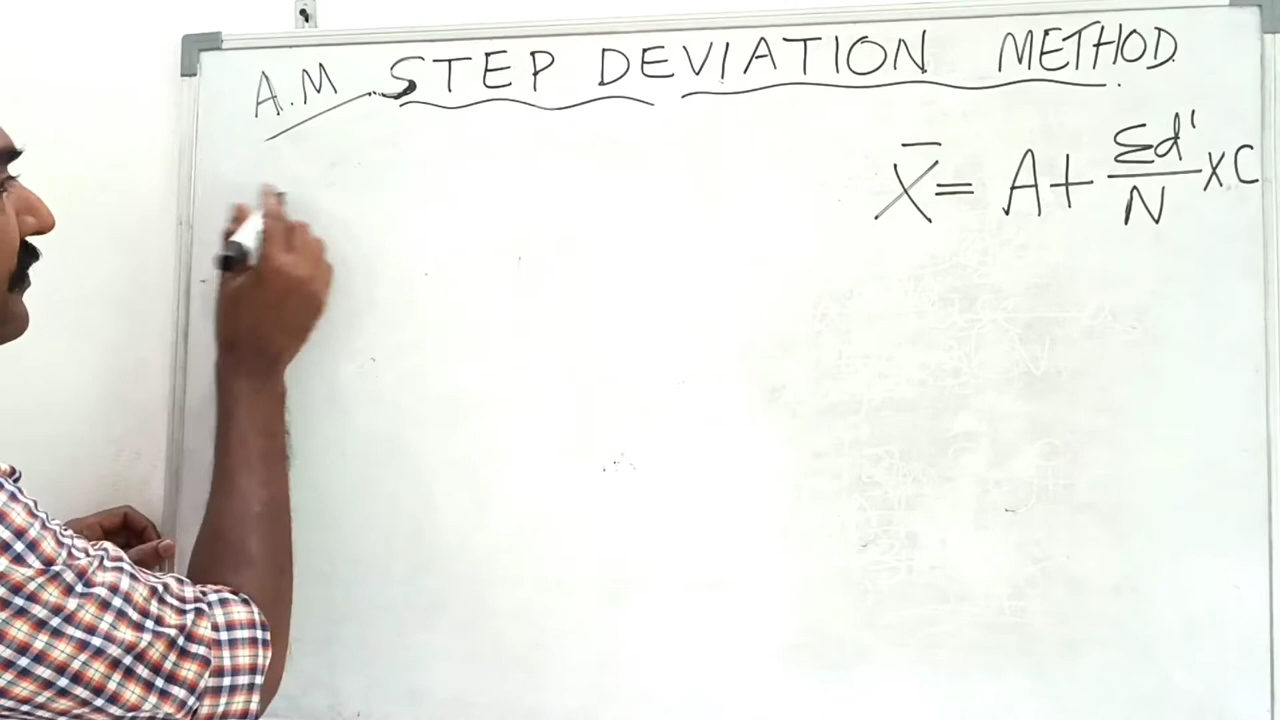 A.M STEP DEVIATION METHOD
X̄ = A + Σd' / N × C